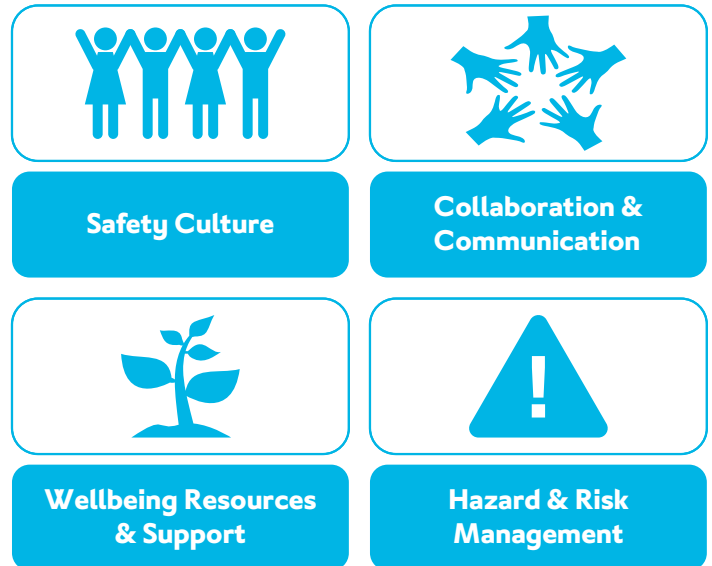 Safety Culture
Collaboration &
Communication
!
Wellbeing Resources
& Support
Hazard & Risk
Management